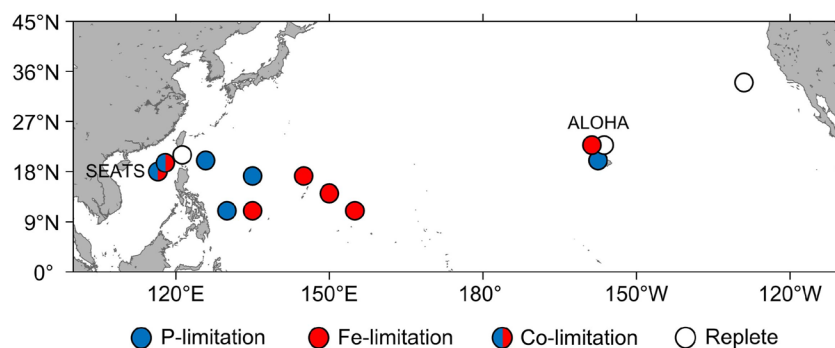 45°N
36°N
27°N
18°N
9°N
0°
ALOHA
SEATS
120°E 150°E 180° 150°W 120°W
P-limitation Fe-limitation Co-limitation Replete